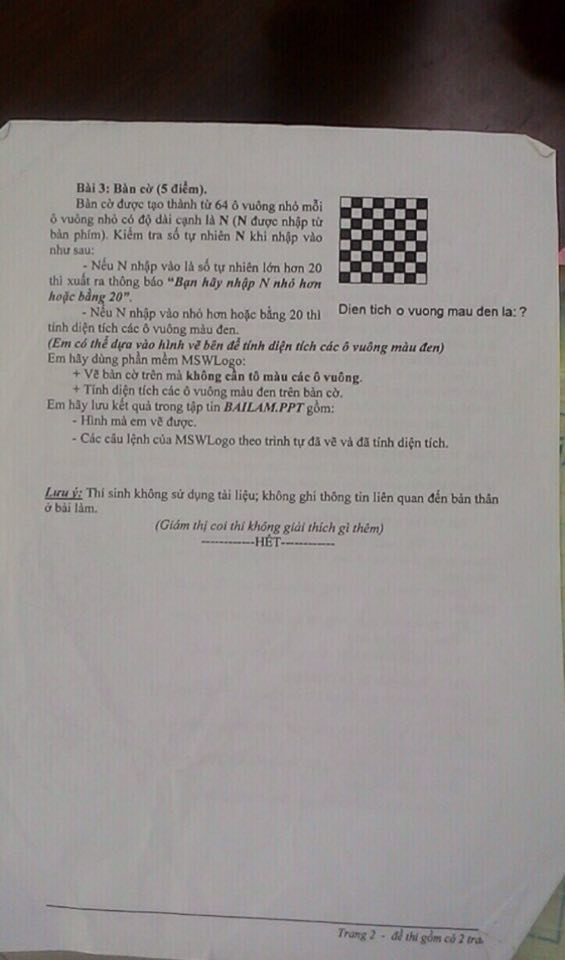 Bài 3: Bàn cờ (5 điểm).
Bàn cờ được tạo thành từ 64 ô vuông nhỏ mỗi
ô vuông nhỏ có độ dài cạnh là N (N được nhập từ
bàn phím). Kiểm tra số tự nhiên N khi nhập vào
như sau:
- Nếu N nhập vào là số tự nhiên lớn hơn 20
thì xuất ra thông báo “Bạn hãy nhập N nhỏ hơn
hoặc bằng 20”.
- Nếu N nhập vào nhỏ hơn hoặc bằng 20 thì
tính diện tích các ô vuông màu đen.
Dien tich o vuong mau den la: ?
(Em có thể dựa vào hình vẽ bên để tính diện tích các ô vuông màu đen)
Em hãy dùng phần mềm MSWLogo:
+ Vẽ bàn cờ trên mà không cần tô màu các ô vuông.
+ Tính diện tích các ô vuông màu đen trên bàn cờ.
Em hãy lưu kết quả trong tập tin BAILAM.PPT gồm:
- Hình mà em vẽ được.
- Các câu lệnh của MSWLogo theo trình tự đã vẽ và đã tính diện tích.
Lưu ý: Thí sinh không sử dụng tài liệu; không ghi thông tin liên quan đến bản thân
ở bài làm.
(Giám thị coi thi không giải thích gì thêm)
------------HẾT------------
Trang 2 - đề thi gồm có 2 tra